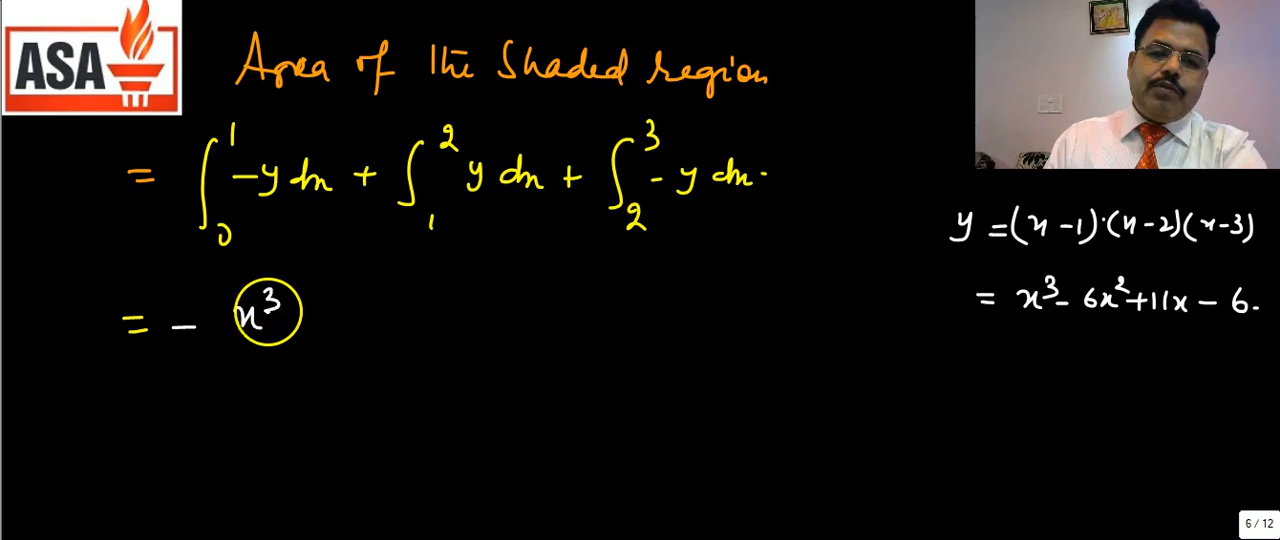 ASA
Area of the Shaded region
= ∫₀¹ -y dx + ∫₁² y dx + ∫₂³ -y dx.
y = (x-1).(x-2)(x-3)
= x³ - 6x² + 11x - 6.
= - x³
6 / 12